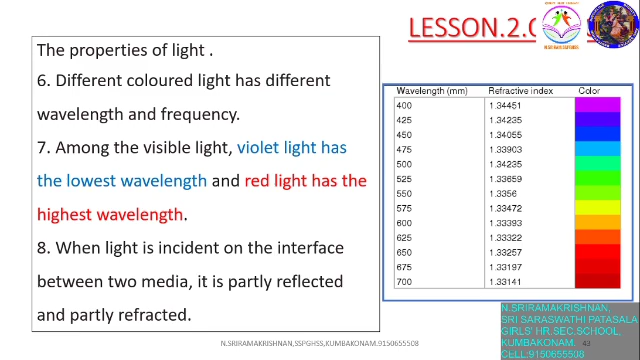 LESSON.2.O
The properties of light .
6. Different coloured light has different
wavelength and frequency.
7. Among the visible light, violet light has
the lowest wavelength and red light has the
highest wavelength.
8. When light is incident on the interface
between two media, it is partly reflected
and partly refracted.
Wavelength (mm) Refractive index Color
400 1.34451
425 1.34235
450 1.34055
475 1.33903
500 1.34235
525 1.33659
550 1.3356
575 1.33472
600 1.33393
625 1.33322
650 1.33257
675 1.33197
700 1.33141
N.SRIRAMAKRISHNAN,SSPGHSS,KUMBAKONAM.9150655508
43
N.SRIRAMAKRISHNAN,
SRI SARASWATHI PATASALA
GIRLS' HR.SEC.SCHOOL,
KUMBAKONAM.
CELL:9150655508